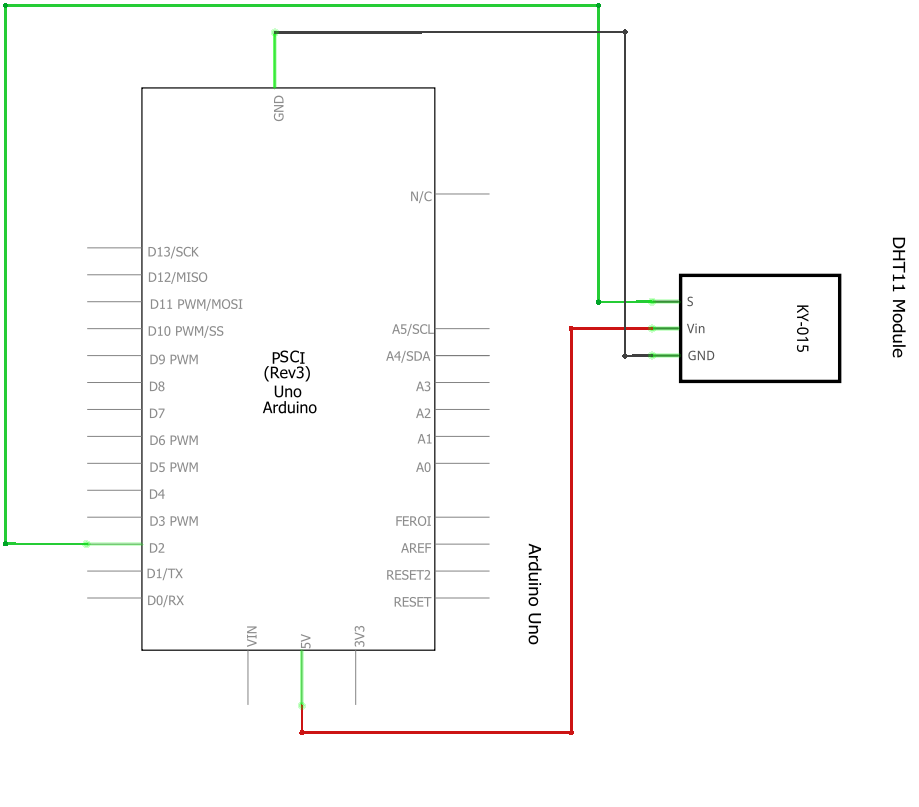 GND
N/C
D13/SCK
D12/MISO
D11 PWM/MOSI
D10 PWM/SS
D9 PWM
D8
D7
D6 PWM
D5 PWM
D4
D3 PWM
D2
D1/TX
D0/RX
PSCI
(Rev3)
Uno
Arduino
A5/SCL
A4/SDA
A3
A2
A1
A0
FEROI
AREF
RESET2
RESET
VIN
5V
3V3
Arduino Uno
S
Vin
GND
KY-015
DHT11 Module